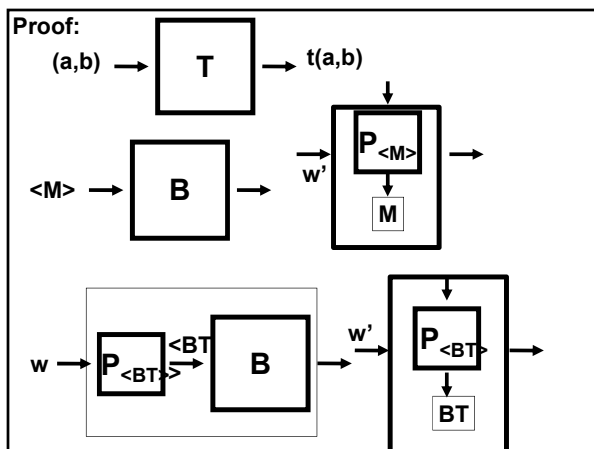 Proof:
(a,b) T t(a,b)
P<M>
w'
M
<M> B
w P<BT>> <BT B
w' P<BT>
BT